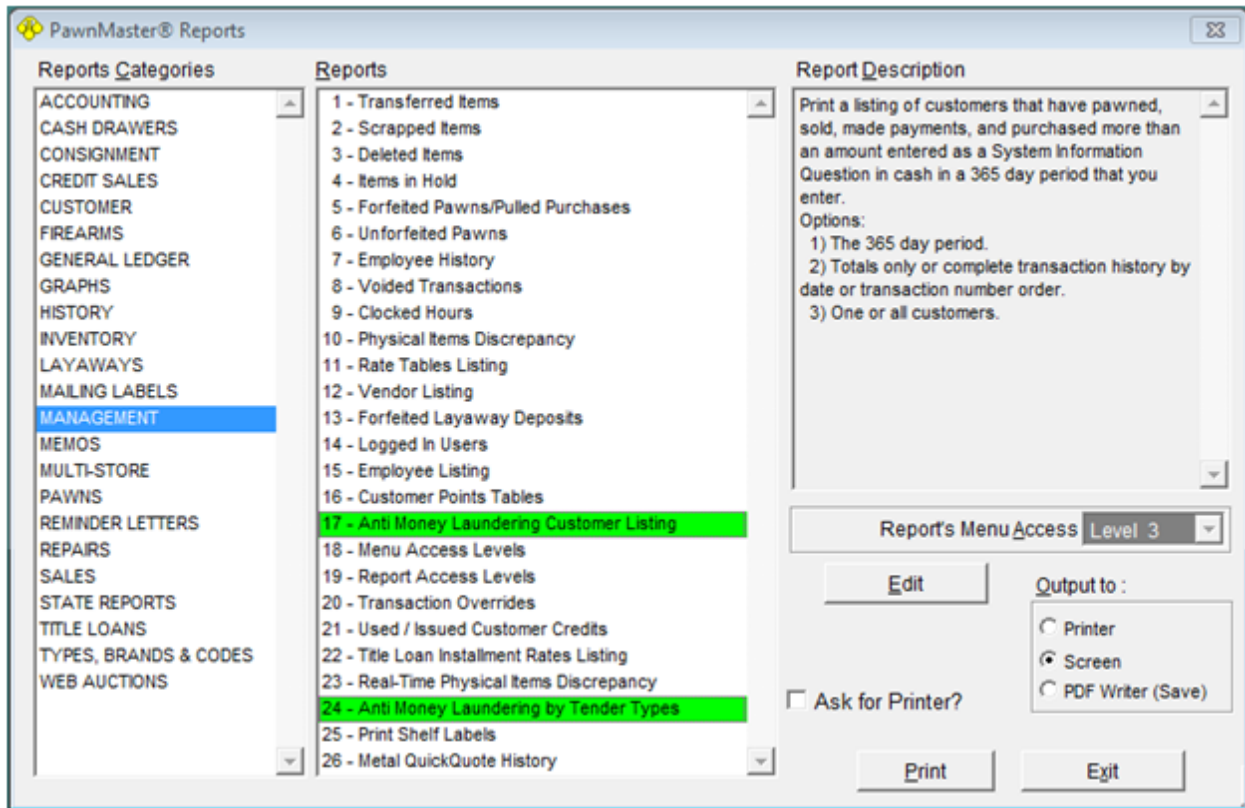 PawnMaster® Reports
Reports Categories
ACCOUNTING
CASH DRAWERS
CONSIGNMENT
CREDIT SALES
CUSTOMER
FIREARMS
GENERAL LEDGER
GRAPHS
HISTORY
INVENTORY
LAYAWAYS
MAILING LABELS
MANAGEMENT
MEMOS
MULTI-STORE
PAWNS
REMINDER LETTERS
REPAIRS
SALES
STATE REPORTS
TITLE LOANS
TYPES, BRANDS & CODES
WEB AUCTIONS
Reports
1 - Transferred Items
2 - Scrapped Items
3 - Deleted Items
4 - Items in Hold
5 - Forfeited Pawns/Pulled Purchases
6 - Unforfeited Pawns
7 - Employee History
8 - Voided Transactions
9 - Clocked Hours
10 - Physical Items Discrepancy
11 - Rate Tables Listing
12 - Vendor Listing
13 - Forfeited Layaway Deposits
14 - Logged In Users
15 - Employee Listing
16 - Customer Points Tables
17 - Anti Money Laundering Customer Listing
18 - Menu Access Levels
19 - Report Access Levels
20 - Transaction Overrides
21 - Used / Issued Customer Credits
22 - Title Loan Installment Rates Listing
23 - Real-Time Physical Items Discrepancy
24 - Anti Money Laundering by Tender Types
25 - Print Shelf Labels
26 - Metal QuickQuote History
Report Description
Print a listing of customers that have pawned,
sold, made payments, and purchased more than
an amount entered as a System Information
Question in cash in a 365 day period that you
enter.
Options:
1) The 365 day period.
2) Totals only or complete transaction history by
date or transaction number order.
3) One or all customers.
Report's Menu Access Level 3
Edit
Output to :
Printer
Screen
PDF Writer (Save)
Ask for Printer?
Print
Exit